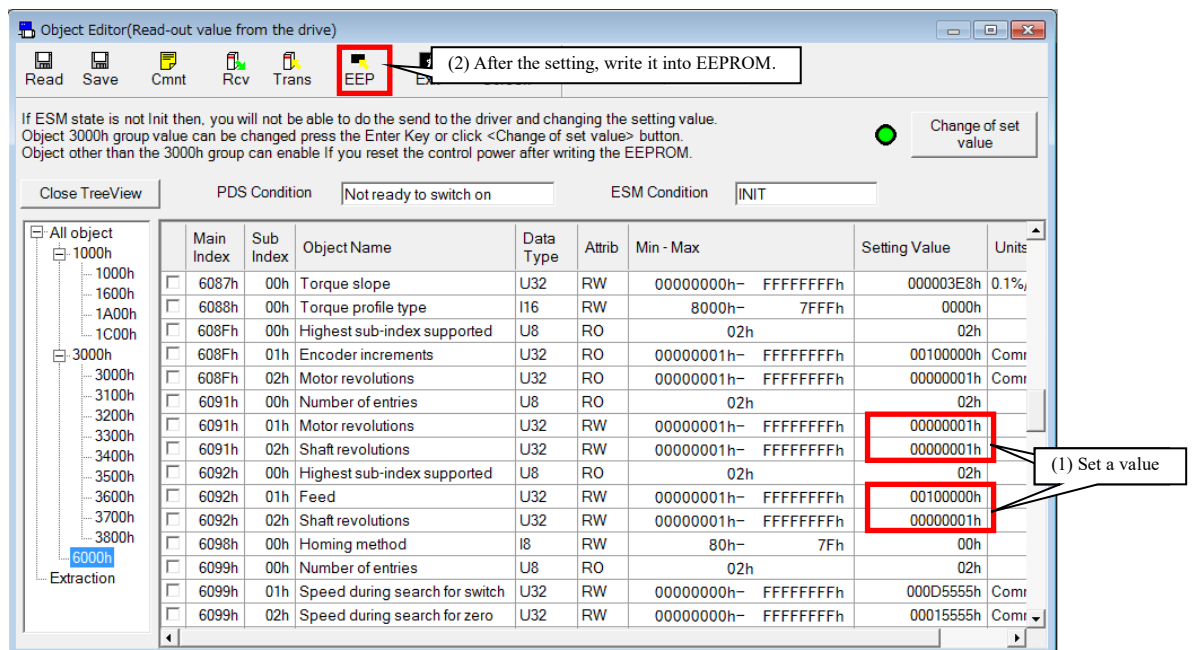 Object Editor(Read-out value from the drive)
Read Save Cmnt Rcv Trans EEP
(2) After the setting, write it into EEPROM.
If ESM state is not Init then, you will not be able to do the send to the driver and changing the setting value.
Object 3000h group value can be changed press the Enter Key or click <Change of set value> button.
Object other than the 3000h group can enable If you reset the control power after writing the EEPROM.
Change of set
value
Close TreeView PDS Condition Not ready to switch on ESM Condition INIT
All object
1000h
1000h
1600h
1A00h
1C00h
3000h
3000h
3100h
3200h
3300h
3400h
3500h
3600h
3700h
3800h
6000h
Extraction
Main Index Sub Index Object Name Data Type Attrib Min - Max Setting Value Units
6087h 00h Torque slope U32 RW 00000000h- FFFFFFFFh 000003E8h 0.1%/
6088h 00h Torque profile type I16 RW 8000h- 7FFFh 0000h
608Fh 00h Highest sub-index supported U8 RO 02h 02h
608Fh 01h Encoder increments U32 RO 00000001h- FFFFFFFFh 00100000h Comm
608Fh 02h Motor revolutions U32 RO 00000001h- FFFFFFFFh 00000001h Comm
6091h 00h Number of entries U8 RO 02h 02h
6091h 01h Motor revolutions U32 RW 00000001h- FFFFFFFFh 00000001h
6091h 02h Shaft revolutions U32 RW 00000001h- FFFFFFFFh 00000001h
6092h 00h Highest sub-index supported U8 RO 02h 02h
6092h 01h Feed U32 RW 00000001h- FFFFFFFFh 00100000h
6092h 02h Shaft revolutions U32 RW 00000001h- FFFFFFFFh 00000001h
6098h 00h Homing method I8 RW 80h- 7Fh 00h
6099h 00h Number of entries U8 RO 02h 02h
6099h 01h Speed during search for switch U32 RW 00000000h- FFFFFFFFh 000D5555h Comm
6099h 02h Speed during search for zero U32 RW 00000000h- FFFFFFFFh 00015555h Comm
(1) Set a value